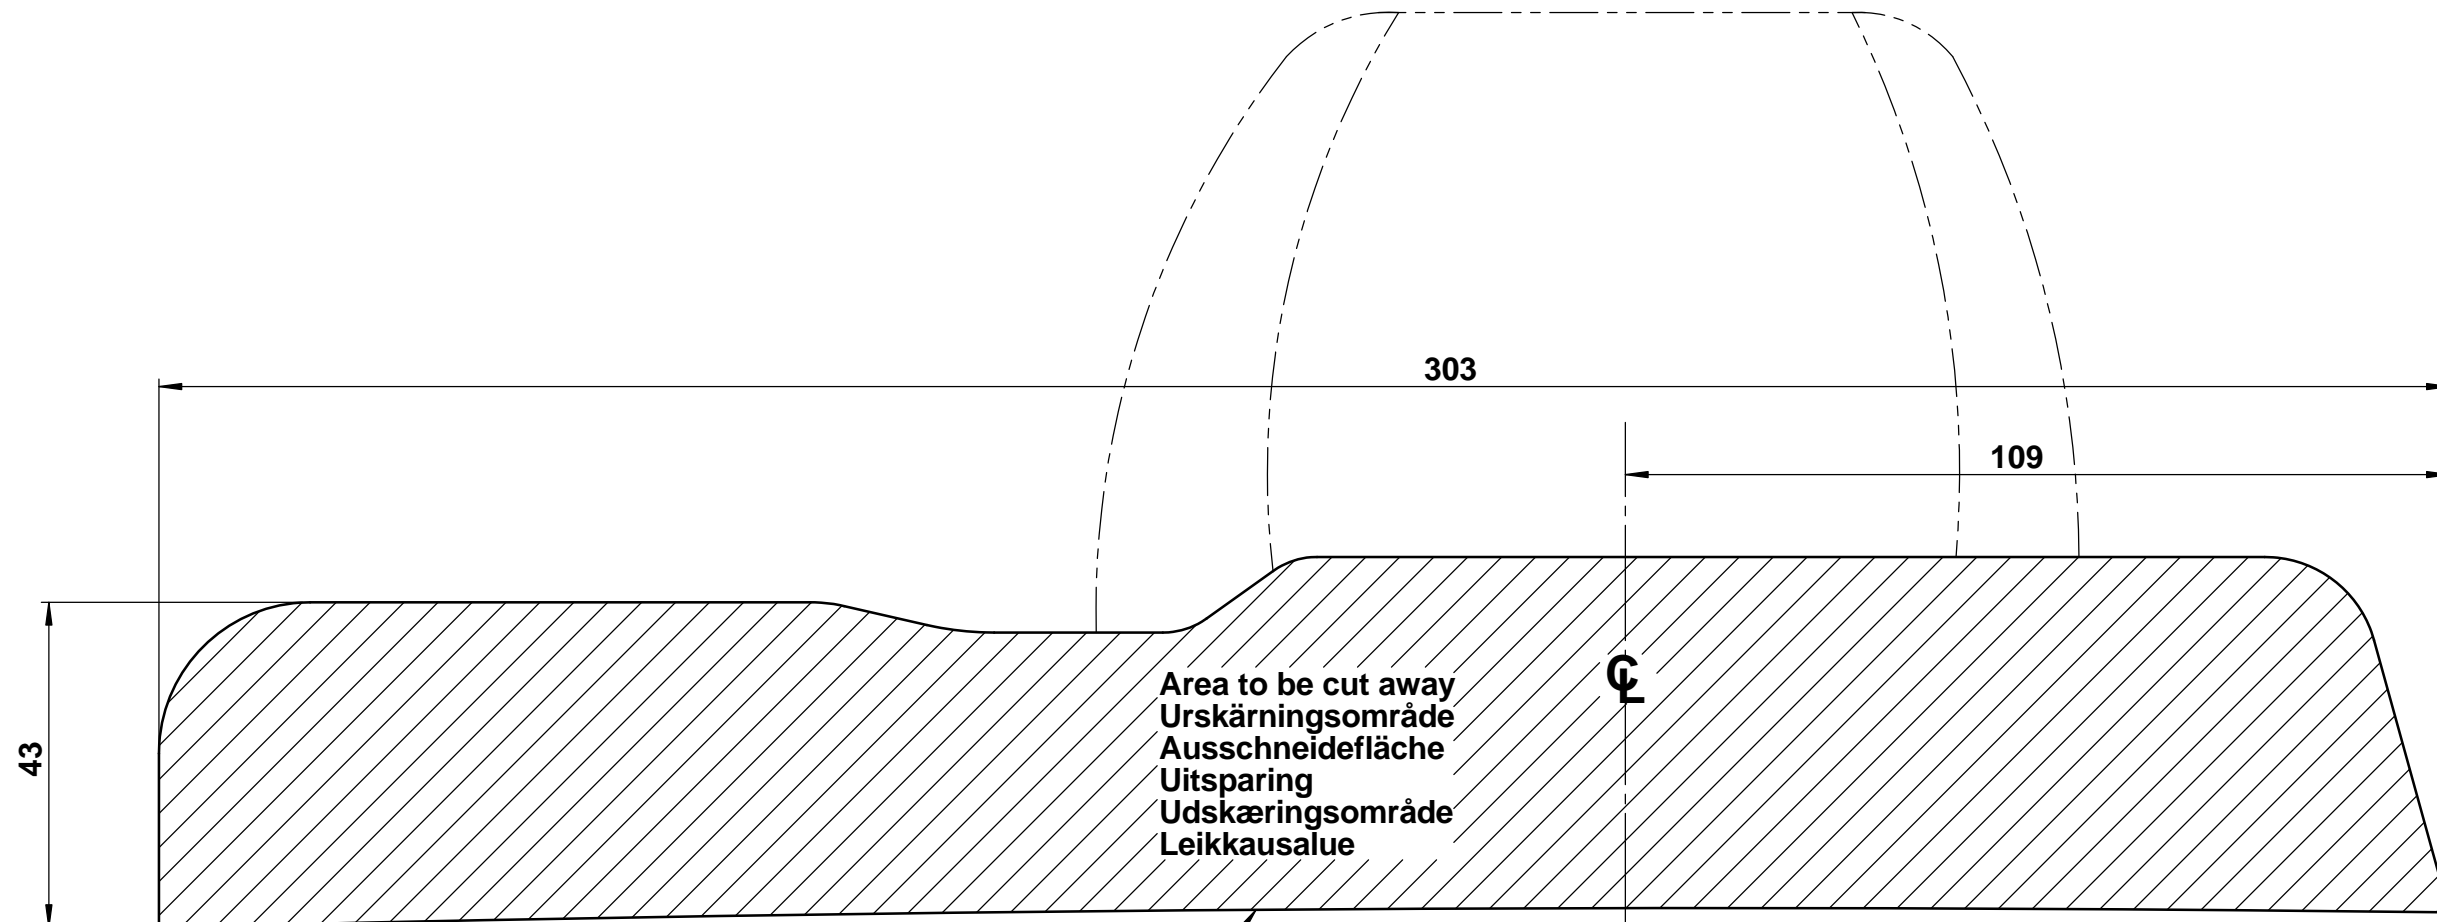 303
109
43
Area to be cut away
Urskärningsområde
Ausschneidefläche
Uitsparing
Udskæringsområde
Leikkausalue
℄